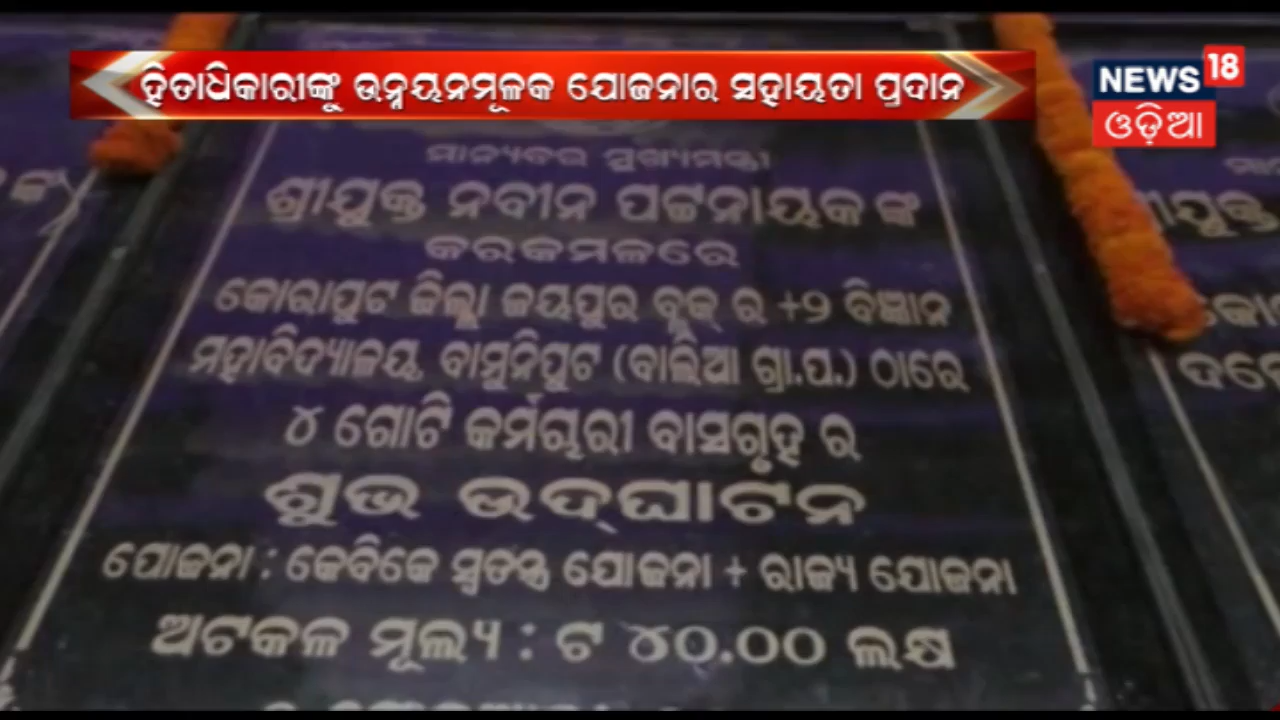 ହିତାଧିକାରୀଙ୍କୁ ଉନ୍ନୟନମୂଳକ ଯୋଜନାର ସହାୟତା ପ୍ରଦାନ
NEWS 18
ଓଡ଼ିଆ
ମାନ୍ୟବର ମୁଖ୍ୟମନ୍ତ୍ରୀ
ଶ୍ରୀଯୁକ୍ତ ନବୀନ ପଟ୍ଟନାୟକ ଙ୍କ
କରକମଳରେ
କୋରାପୁଟ ଜିଲ୍ଲା ଜୟପୁର ବ୍ଲକ୍ ର +୨ ବିଜ୍ଞାନ
ମହାବିଦ୍ୟାଳୟ, ବାମୁନିପୁଟ (ବାଲିଆ ଗ୍ରା.ପ.) ଠାରେ
୪ ଗୋଟି କର୍ମଚାରୀ ବାସଗୃହ ର
ଶୁଭ ଉଦ୍‌ଘାଟନ
ଯୋଜନା : କେବିକେ ସ୍ୱତନ୍ତ୍ର ଯୋଜନା + ରାଜ୍ୟ ଯୋଜନା
ଅଟକଳ ମୂଲ୍ୟ : ଟ ୪୦.୦୦ ଲକ୍ଷ